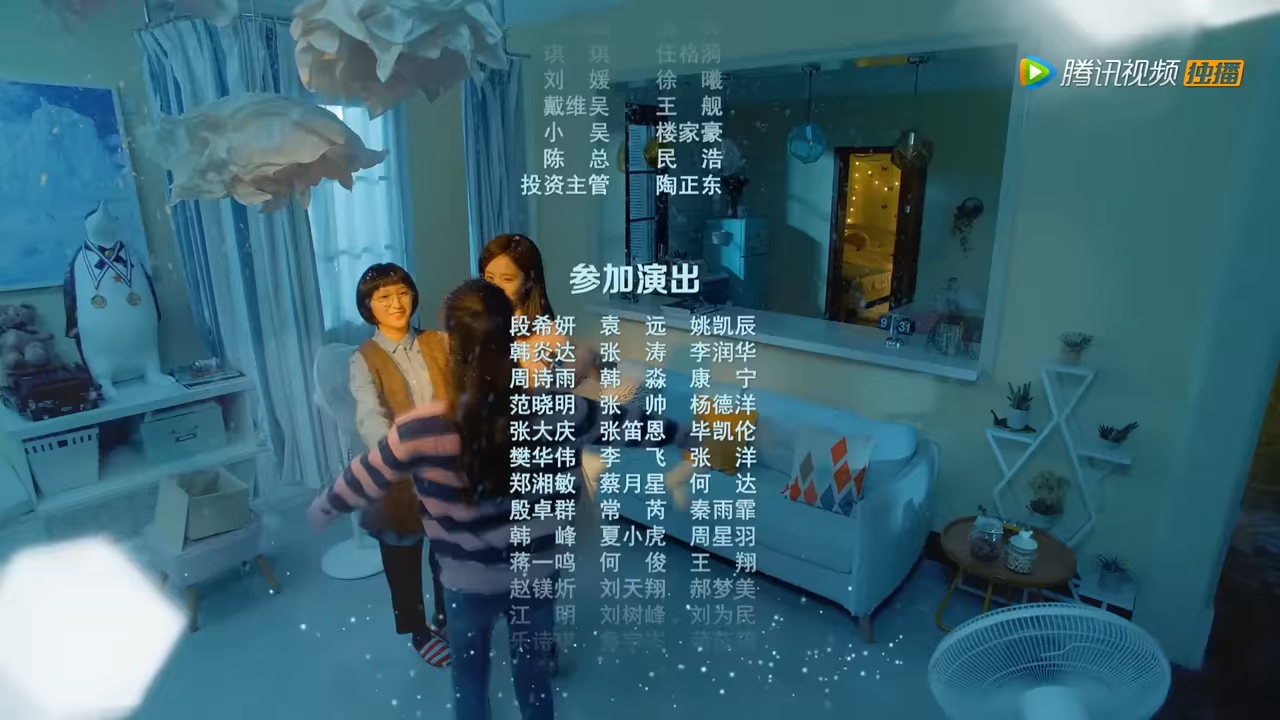 腾讯视频 独播
琪 琪 任格漪
刘 媛 徐 曦
戴维吴 王 舰
小 吴 楼家豪
陈 总 民 浩
投资主管 陶正东
参加演出
段希妍 袁 远 姚凯辰
韩炎达 张 涛 李润华
周诗雨 韩 淼 康 宁
范晓明 张 帅 杨德洋
张大庆 张笛恩 毕凯伦
樊华伟 李 飞 张 洋
郑湘敏 蔡月星 何 达
殷卓群 常 芮 秦雨霏
韩 峰 夏小虎 周星羽
蒋一鸣 何 俊 王 翔
赵镁炘 刘天翔 郝梦美
江 明 刘树峰 刘为民
9 31